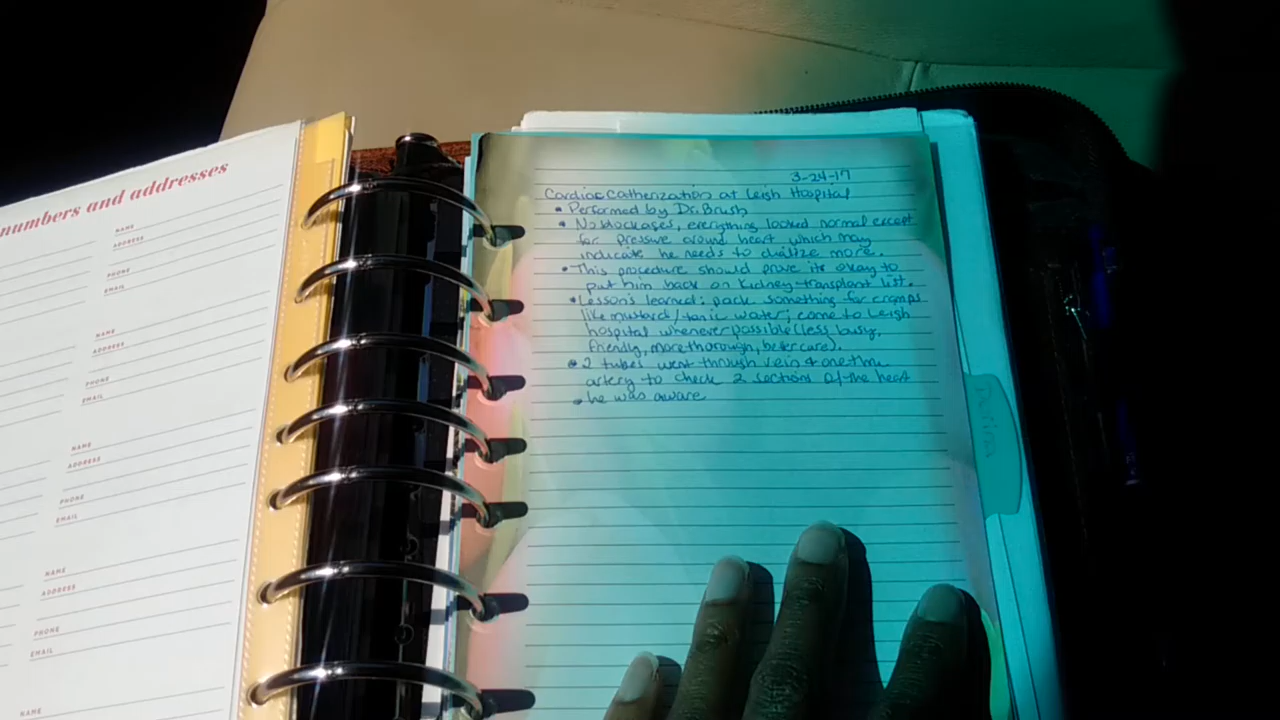 numbers and addresses
NAME
ADDRESS
PHONE
EMAIL
NAME
ADDRESS
PHONE
EMAIL
NAME
ADDRESS
PHONE
EMAIL
NAME
ADDRESS
PHONE
EMAIL
NAME
3-24-17
Cardiac Catherization at Leigh Hospital
• Performed by Dr. Brush
• No blockages, everything looked normal except
for pressure around heart which may
indicate he needs to dialize more.
• This procedure should prove its okay to
put him back on kidney transplant list.
• Lesson's learned: pack something for cramps
like mustard/tonic water; come to Leigh
hospital whenever possible (less busy,
friendly, more thorough, better care).
• 2 tubes went through vein & one thru
artery to check 2 sections of the heart
• he was aware